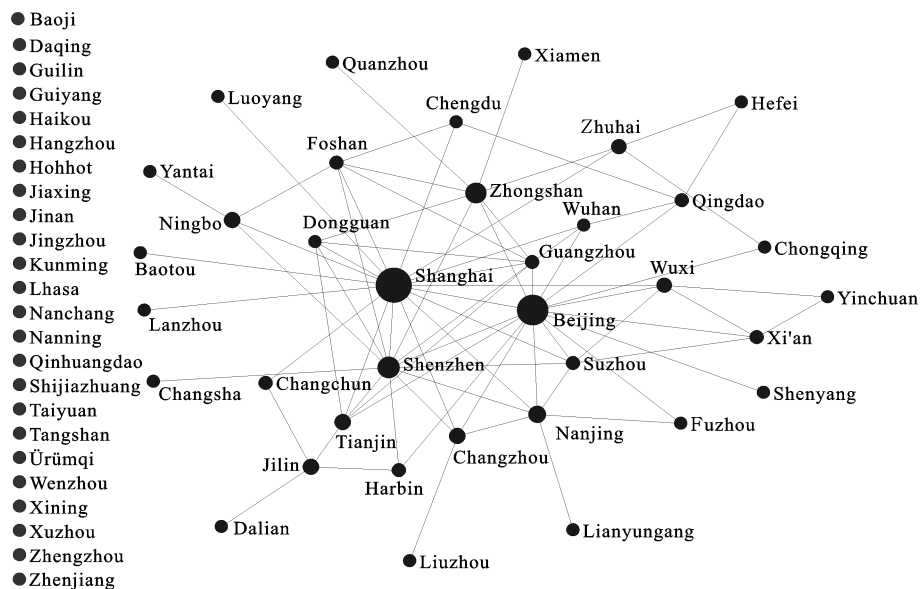 Baoji
Daqing
Guilin
Guiyang
Haikou
Hangzhou
Hohhot
Jiaxing
Jinan
Jingzhou
Kunming
Lhasa
Nanchang
Nanning
Qinhuangdao
Shijiazhuang
Taiyuan
Tangshan
Ürümqi
Wenzhou
Xining
Xuzhou
Zhengzhou
Zhenjiang
Xiamen
Quanzhou
Luoyang
Chengdu
Hefei
Zhuhai
Foshan
Yantai
Zhongshan
Qingdao
Wuhan
Ningbo
Dongguan
Guangzhou
Chongqing
Baotou
Shanghai
Wuxi
Yinchuan
Lanzhou
Beijing
Xi'an
Shenzhen
Suzhou
Changsha
Changchun
Shenyang
Fuzhou
Nanjing
Tianjin
Changzhou
Jilin
Harbin
Dalian
Lianyungang
Liuzhou